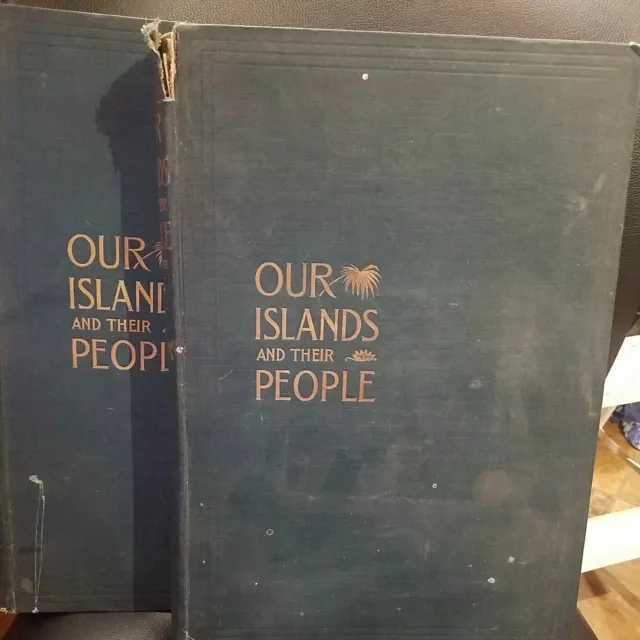 OUR
ISLAND
AND THEIR
PEOPL
OUR
ISLANDS
AND THEIR
PEOPLE